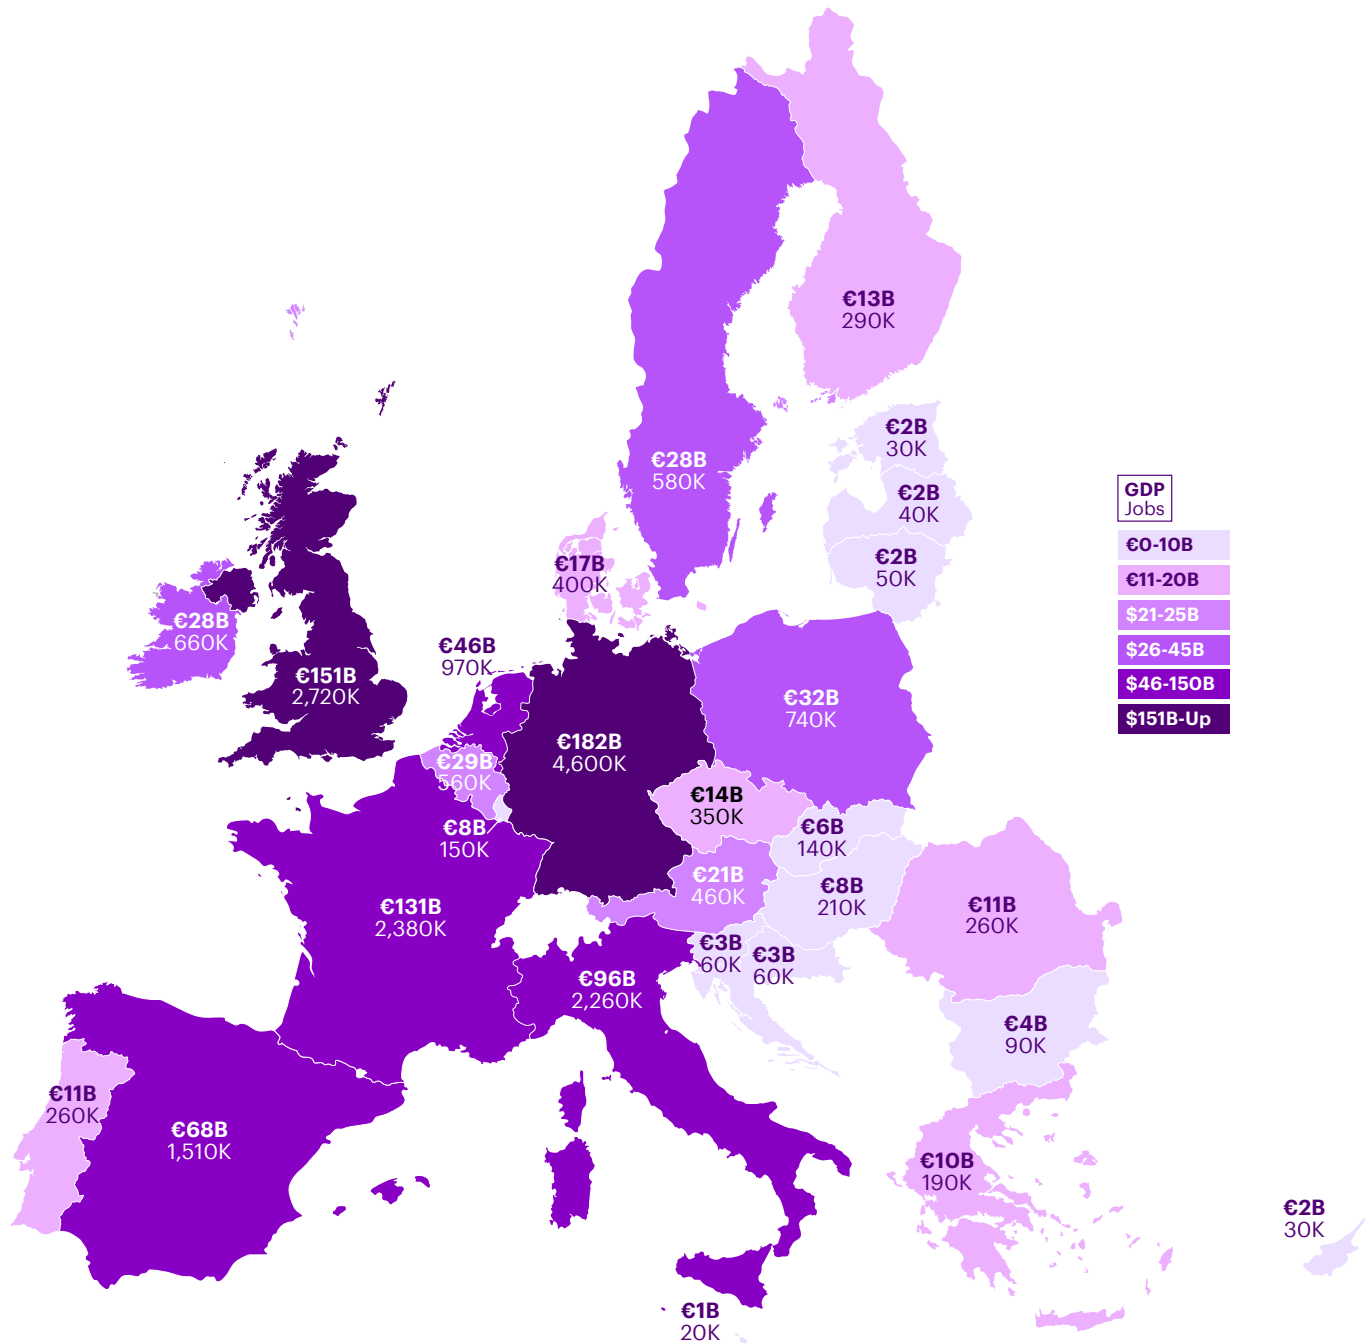 €13B
290K
€2B
30K
€28B
580K
€2B
40K
GDP
Jobs
€0-10B
€11-20B
$21-25B
$26-45B
$46-150B
$151B-Up
€17B
400K
€2B
50K
€28B
660K
€46B
970K
€151B
2,720K
€32B
740K
€182B
4,600K
€29B
560K
€14B
350K
€8B
150K
€6B
140K
€21B
460K
€8B
210K
€131B
2,380K
€11B
260K
€3B
60K
€3B
60K
€96B
2,260K
€4B
90K
€11B
260K
€68B
1,510K
€10B
190K
€2B
30K
€1B
20K